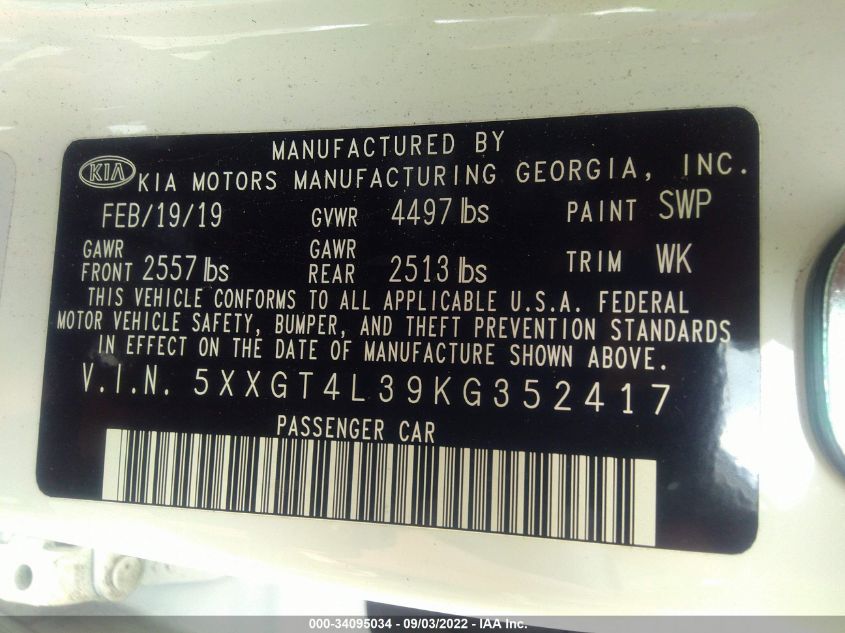 MANUFACTURED BY
KIA KIA MOTORS MANUFACTURING GEORGIA, INC.
FEB/19/19 GVWR 4497 lbs PAINT SWP
GAWR FRONT 2557 lbs GAWR REAR 2513 lbs TRIM WK
THIS VEHICLE CONFORMS TO ALL APPLICABLE U.S.A. FEDERAL
MOTOR VEHICLE SAFETY, BUMPER, AND THEFT PREVENTION STANDARDS
IN EFFECT ON THE DATE OF MANUFACTURE SHOWN ABOVE.
V.I.N. 5XXGT4L39KG352417
PASSENGER CAR
000-34095034 - 09/03/2022 - IAA Inc.